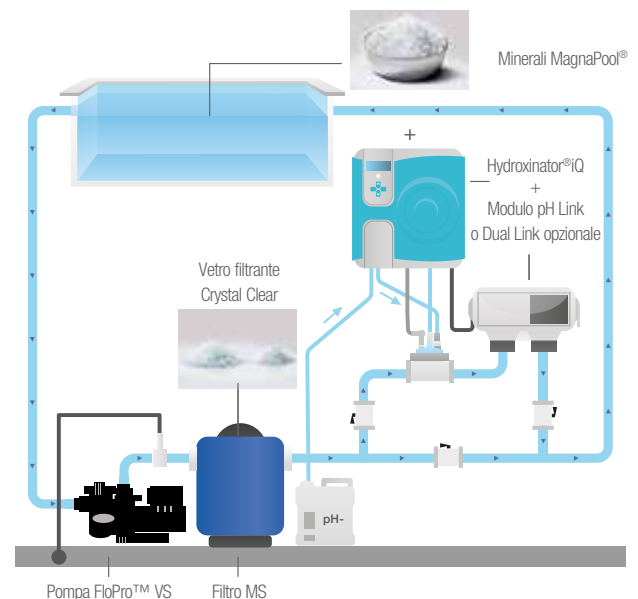 Minerali MagnaPool®
+
Hydroxinator®iQ
+
Modulo pH Link
o Dual Link opzionale
Vetro filtrante
Crystal Clear
pH-
Pompa FloPro™ VS
Filtro MS